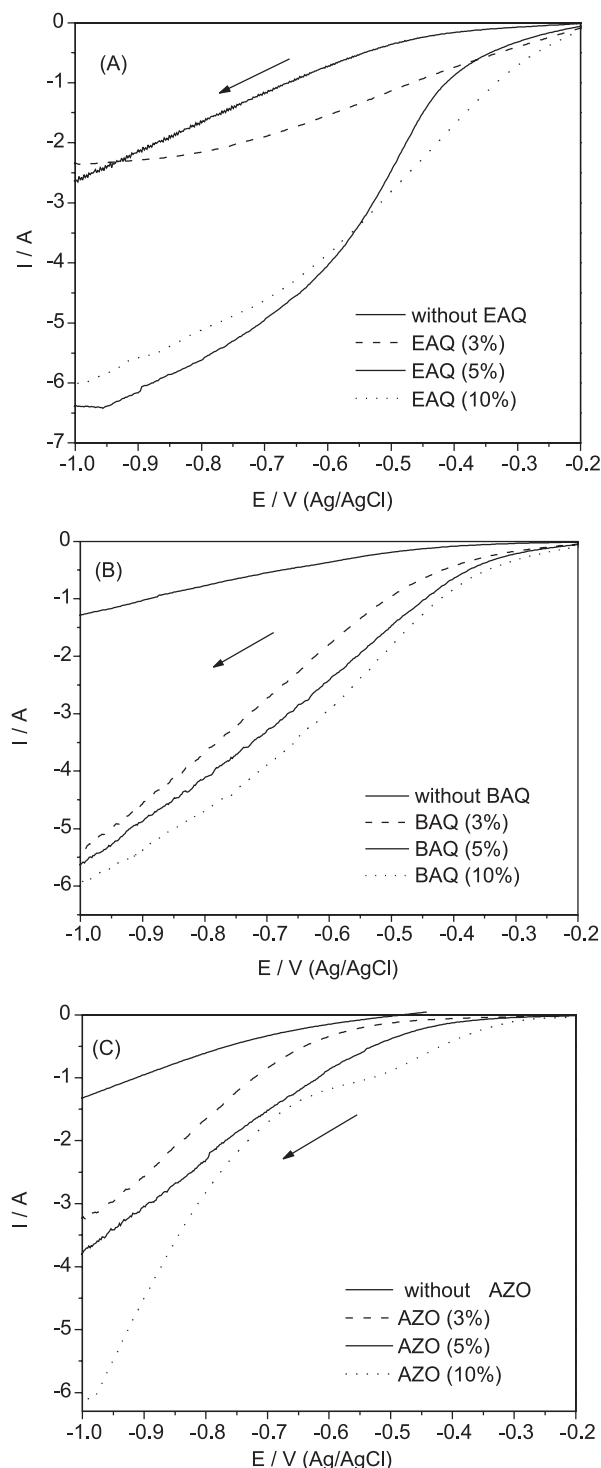 (A)
0
-1
-2
-3
-4
-5
-6
-7
I / A
without EAQ
EAQ (3%)
EAQ (5%)
EAQ (10%)
-1.0 -0.9 -0.8 -0.7 -0.6 -0.5 -0.4 -0.3 -0.2
E / V (Ag/AgCl)
(B)
0
-1
-2
-3
-4
-5
-6
I / A
without BAQ
BAQ (3%)
BAQ (5%)
BAQ (10%)
-1.0 -0.9 -0.8 -0.7 -0.6 -0.5 -0.4 -0.3 -0.2
E / V (Ag/AgCl)
(C)
0
-1
-2
-3
-4
-5
-6
I / A
without AZO
AZO (3%)
AZO (5%)
AZO (10%)
-1.0 -0.9 -0.8 -0.7 -0.6 -0.5 -0.4 -0.3 -0.2
E / V (Ag/AgCl)